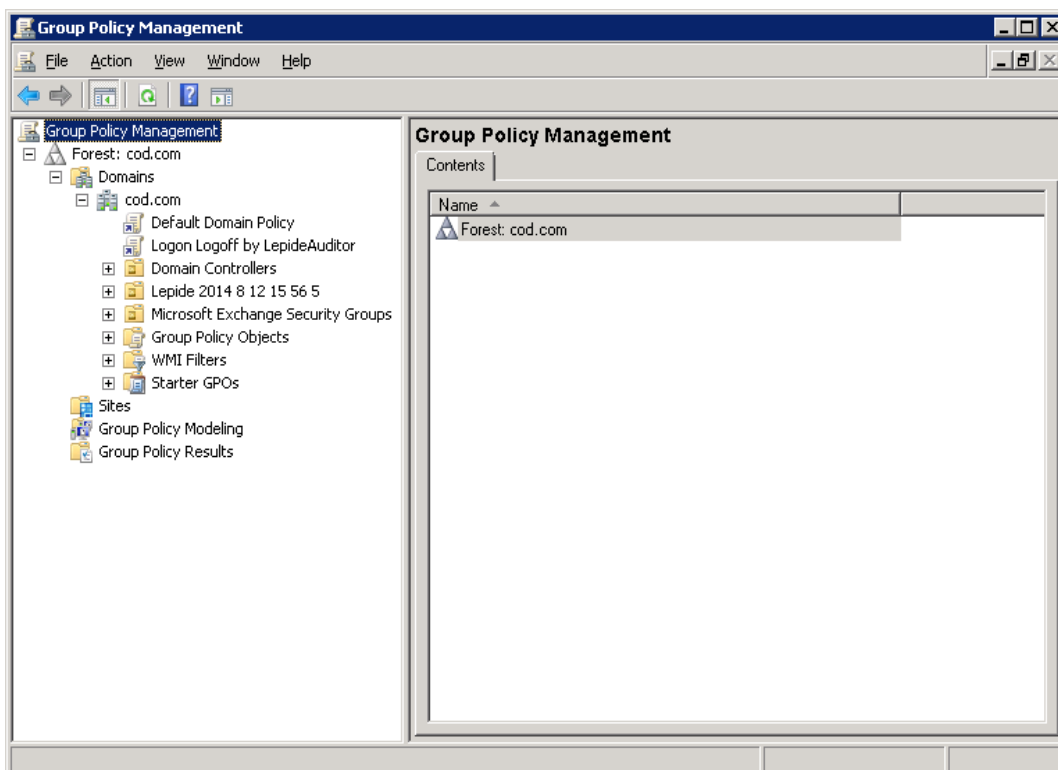 Group Policy Management
File Action View Window Help
Group Policy Management
Forest: cod.com
Domains
cod.com
Default Domain Policy
Logon Logoff by LepideAuditor
Domain Controllers
Lepide 2014 8 12 15 56 5
Microsoft Exchange Security Groups
Group Policy Objects
WMI Filters
Starter GPOs
Sites
Group Policy Modeling
Group Policy Results
Group Policy Management
Contents
Name
Forest: cod.com